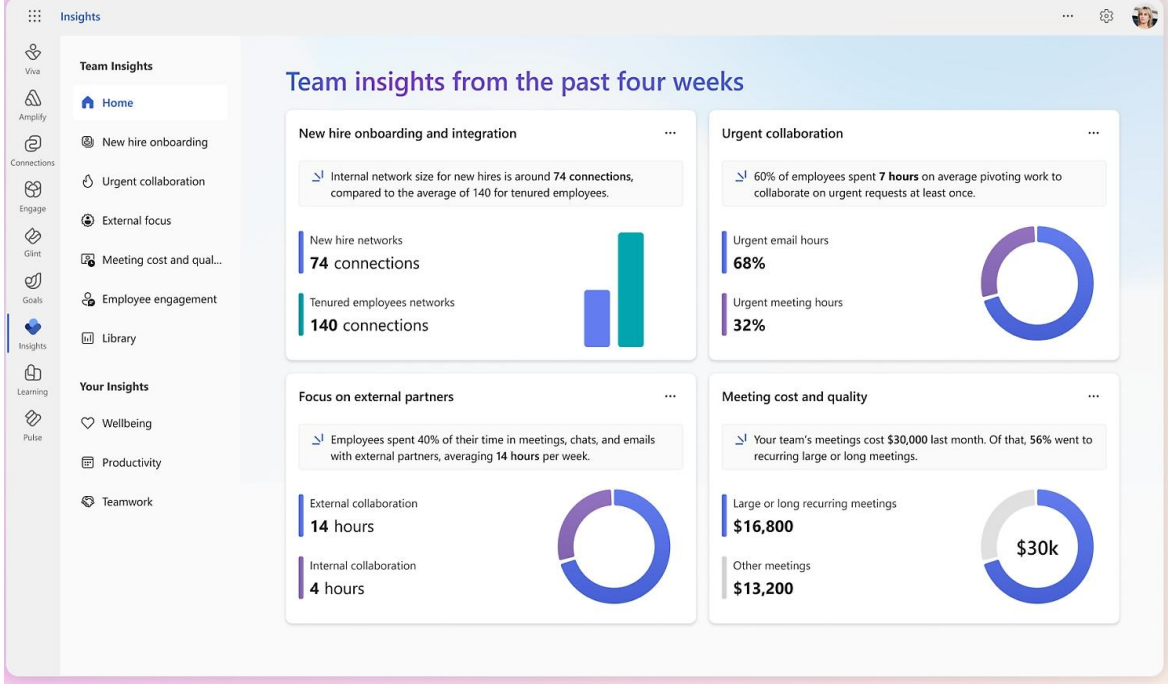 Insights
Viva
Amplify
Connections
Engage
Glint
Goals
Insights
Learning
Pulse
Team Insights
Home
New hire onboarding
Urgent collaboration
External focus
Meeting cost and qual...
Employee engagement
Library
Your Insights
Wellbeing
Productivity
Teamwork
Team insights from the past four weeks
New hire onboarding and integration
Internal network size for new hires is around 74 connections,
compared to the average of 140 for tenured employees.
New hire networks
74 connections
Tenured employees networks
140 connections
Urgent collaboration
60% of employees spent 7 hours on average pivoting work to
collaborate on urgent requests at least once.
Urgent email hours
68%
Urgent meeting hours
32%
Focus on external partners
Employees spent 40% of their time in meetings, chats, and emails
with external partners, averaging 14 hours per week.
External collaboration
14 hours
Internal collaboration
4 hours
Meeting cost and quality
Your team's meetings cost $30,000 last month. Of that, 56% went to
recurring large or long meetings.
Large or long recurring meetings
$16,800
Other meetings
$13,200
$30k